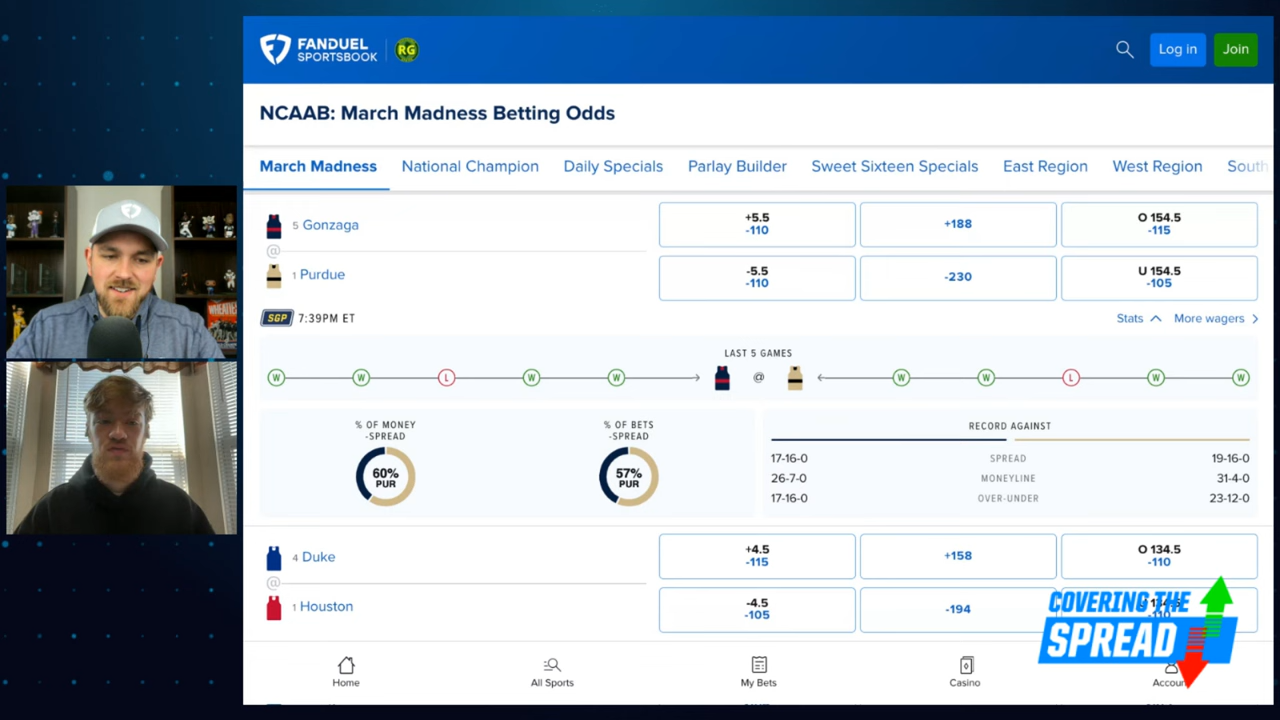 FANDUEL
SPORTSBOOK
RG
Log in
Join
NCAAB: March Madness Betting Odds
March Madness National Champion Daily Specials Parlay Builder Sweet Sixteen Specials East Region West Region South
5 Gonzaga
+5.5
-110
+188
O 154.5
-115
@
1 Purdue
-5.5
-110
-230
U 154.5
-105
SGP 7:39PM ET
Stats
More wagers
LAST 5 GAMES
W W L W W @ W W L W W
% OF MONEY
-SPREAD
60%
PUR
% OF BETS
-SPREAD
57%
PUR
RECORD AGAINST
17-16-0 SPREAD 19-16-0
26-7-0 MONEYLINE 31-4-0
17-16-0 OVER-UNDER 23-12-0
4 Duke
+4.5
-115
+158
O 134.5
-110
@
1 Houston
-4.5
-105
-194
COVERING THE
SPREAD
Home
All Sports
My Bets
Casino